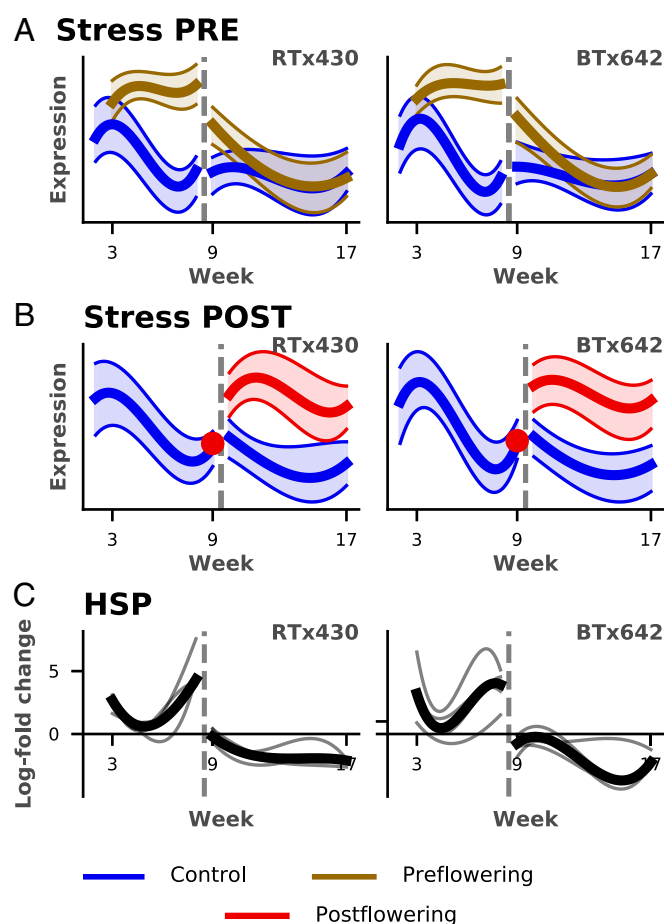 A Stress PRE
RTx430
BTx642
Expression
3 9 17
Week
3 9 17
Week
B Stress POST
RTx430
BTx642
Expression
3 9 17
Week
3 9 17
Week
C HSP
RTx430
BTx642
Log-fold change
5
0
3 9 17
Week
3 9 17
Week
Control
Preflowering
Postflowering